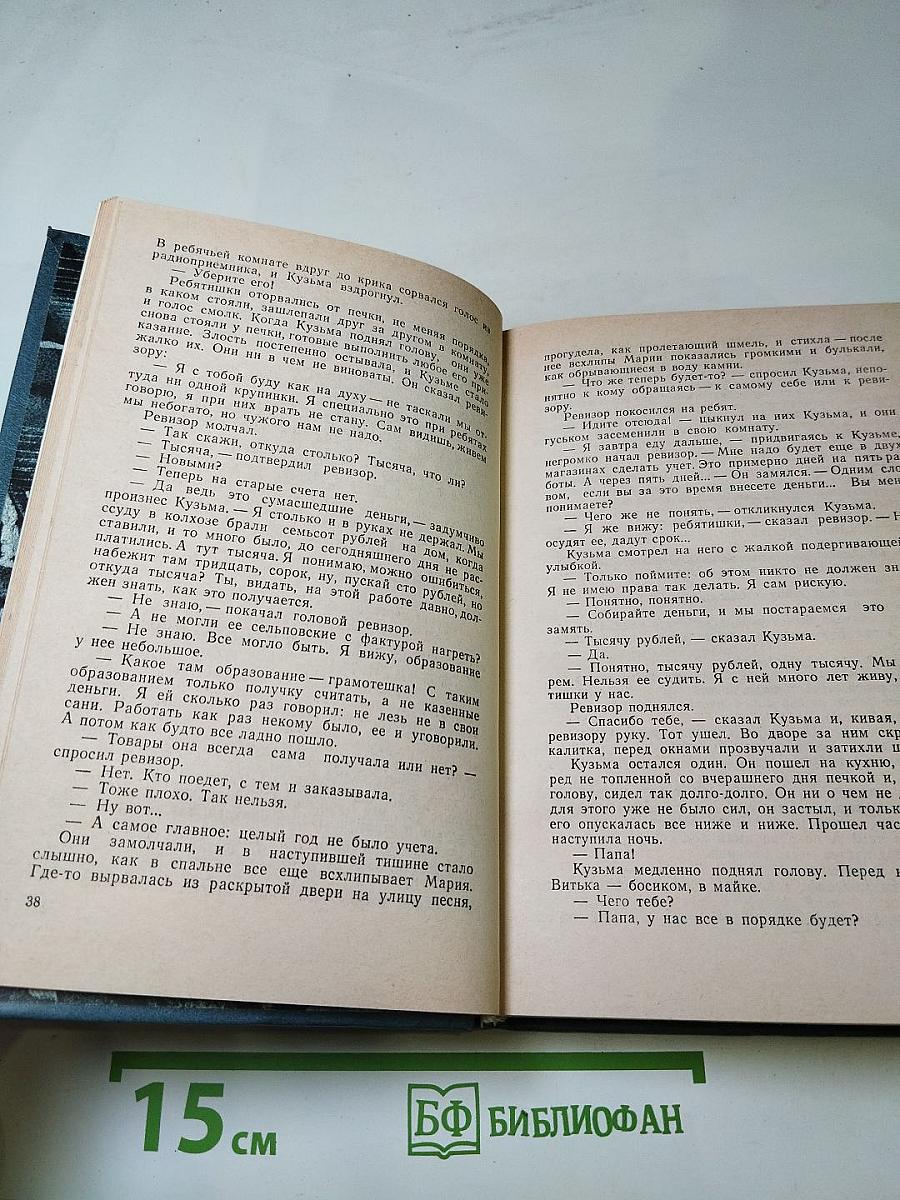 В ребячьей комнате вдруг до крика сорвался голос из
радиоприемника, и Кузьма вздрогнул.
— Уберите его!
Ребятишки оторвались от печки, не меняя порядка,
в каком стояли, зашлепали друг за другом в комнату,
и голос смолк. Когда Кузьма поднял голову, они уже
снова стояли у печки, готовые выполнить любое его при-
казание. Злость постепенно остывала, и Кузьме стало
жалко их. Они ни в чем не виноваты. Он сказал реви-
зору:
— Я с тобой буду как на духу — не таскали мы от-
туда ни одной крупинки. Я специально это при ребятах
говорю, я при них врать не стану. Сам видишь, живем
мы небогато, но чужого нам не надо.
Ревизор молчал.
— Так скажи, откуда столько? Тысяча, что ли?
— Тысяча, — подтвердил ревизор.
— Новыми?
— Теперь на старые счета нет.
— Да ведь это сумасшедшие деньги, — задумчиво
произнес Кузьма. — Я столько и в руках не держал. Мы
ссуду в колхозе брали семьсот рублей на дом, когда
ставили, и то много было, до сегодняшнего дня не рас-
платились. А тут тысяча. Я понимаю, можно ошибиться,
набежит там тридцать, сорок, ну, пускай сто рублей, но
откуда тысяча? Ты, видать, на этой работе давно, дол-
жен знать, как это получается.
— Не знаю, — покачал головой ревизор.
— А не могли ее сельповские с фактурой нагреть?
— Не знаю. Все могло быть. Я вижу, образование
у нее небольшое.
— Какое там образование — грамотешка! С таким
образованием только получку считать, а не казенные
деньги. Я ей сколько раз говорил: не лезь не в свои
сани. Работать как раз некому было, ее и уговорили.
А потом как будто все ладно пошло.
— Товары она всегда сама получала или нет? —
спросил ревизор.
— Нет. Кто поедет, с тем и заказывала.
— Тоже плохо. Так нельзя.
— Ну вот...
— А самое главное: целый год не было учета.
Они замолчали, и в наступившей тишине стало
слышно, как в спальне все еще всхлипывает Мария.
Где-то вырвалась из раскрытой двери на улицу песня,
38
прогудела, как пролетающий шмель, и стихла — после
нее всхлипы Марии показались громкими и булькали,
как обрывающиеся в воду камни.
— Что же теперь будет-то? — спросил Кузьма, непо-
нятно к кому обращаясь — к самому себе или к реви-
зору.
Ревизор покосился на ребят.
— Идите отсюда! — цыкнул на них Кузьма, и они
гуськом засеменили в свою комнату.
— Я завтра еду дальше, — придвигаясь к Кузьме,
негромко начал ревизор. — Мне надо будет еще в двух
магазинах сделать учет. Это примерно дней на пять ра-
боты. А через пять дней... — Он замялся. — Одним сло-
вом, если вы за это время внесете деньги... Вы мен
понимаете?
— Чего же не понять, — откликнулся Кузьма.
— Я же вижу: ребятишки, — сказал ревизор. — Н
осудят ее, дадут срок...
Кузьма смотрел на него с жалкой подергивающей
улыбкой.
— Только поймите: об этом никто не должен зн
Я не имею права так делать. Я сам рискую.
— Понятно, понятно.
— Собирайте деньги, и мы постараемся это
замять.
— Тысячу рублей, — сказал Кузьма.
— Да.
— Понятно, тысячу рублей, одну тысячу. Мы
рем. Нельзя ее судить. Я с ней много лет живу,
тишки у нас.
Ревизор поднялся.
— Спасибо тебе, — сказал Кузьма и, кивая,
ревизору руку. Тот ушел. Во дворе за ним скр
калитка, перед окнами прозвучали и затихли ш
Кузьма остался один. Он пошел на кухню,
ред не топленной со вчерашнего дня печкой и,
голову, сидел так долго-долго. Он ни о чем не
для этого уже не было сил, он застыл, и тольк
его опускалась все ниже и ниже. Прошел час
наступила ночь.
— Папа!
Кузьма медленно поднял голову. Перед н
Витька — босиком, в майке.
— Чего тебе?
— Папа, у нас все в порядке будет?
15 см
БФ БИБЛИОФАН